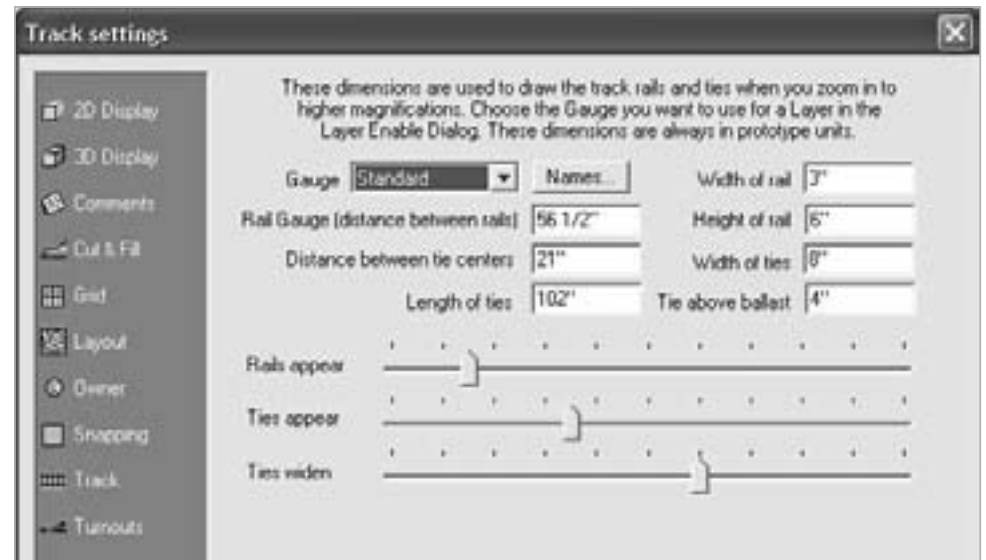 Track settings
2D Display
3D Display
Comments
Cut & Fill
Grid
Layout
Owner
Snapping
Track
Turnouts
These dimensions are used to draw the track rails and ties when you zoom in to
higher magnifications. Choose the Gauge you want to use for a Layer in the
Layer Enable Dialog. These dimensions are always in prototype units.
Gauge Standard Names... Width of rail 3"
Rail Gauge (distance between rails) 56 1/2" Height of rail 6"
Distance between tie centers 21" Width of ties 8"
Length of ties 102" Tie above ballast 4"
Rails appear
Ties appear
Ties widen